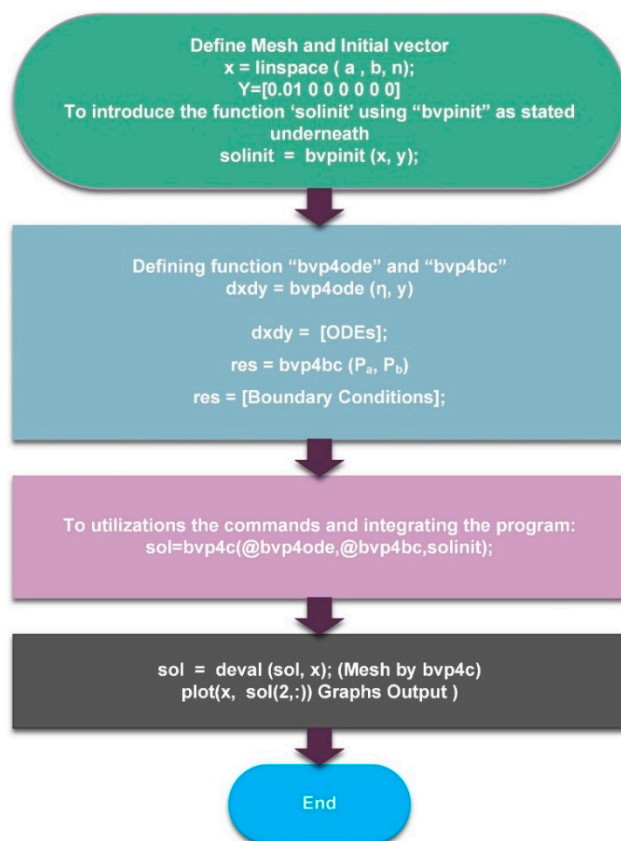 Define Mesh and Initial vector
x = linspace ( a , b, n);
Y=[0.01 0 0 0 0 0 0]
To introduce the function ‘solinit’ using “bvpinit” as stated
underneath
solinit = bvpinit (x, y);
Defining function “bvp4ode” and “bvp4bc”
dxdy = bvp4ode (η, y)
dxdy = [ODEs];
res = bvp4bc (Pₐ, P_b)
res = [Boundary Conditions];
To utilizations the commands and integrating the program:
sol=bvp4c(@bvp4ode,@bvp4bc,solinit);
sol = deval (sol, x); (Mesh by bvp4c)
plot(x, sol(2,:)) Graphs Output )
End